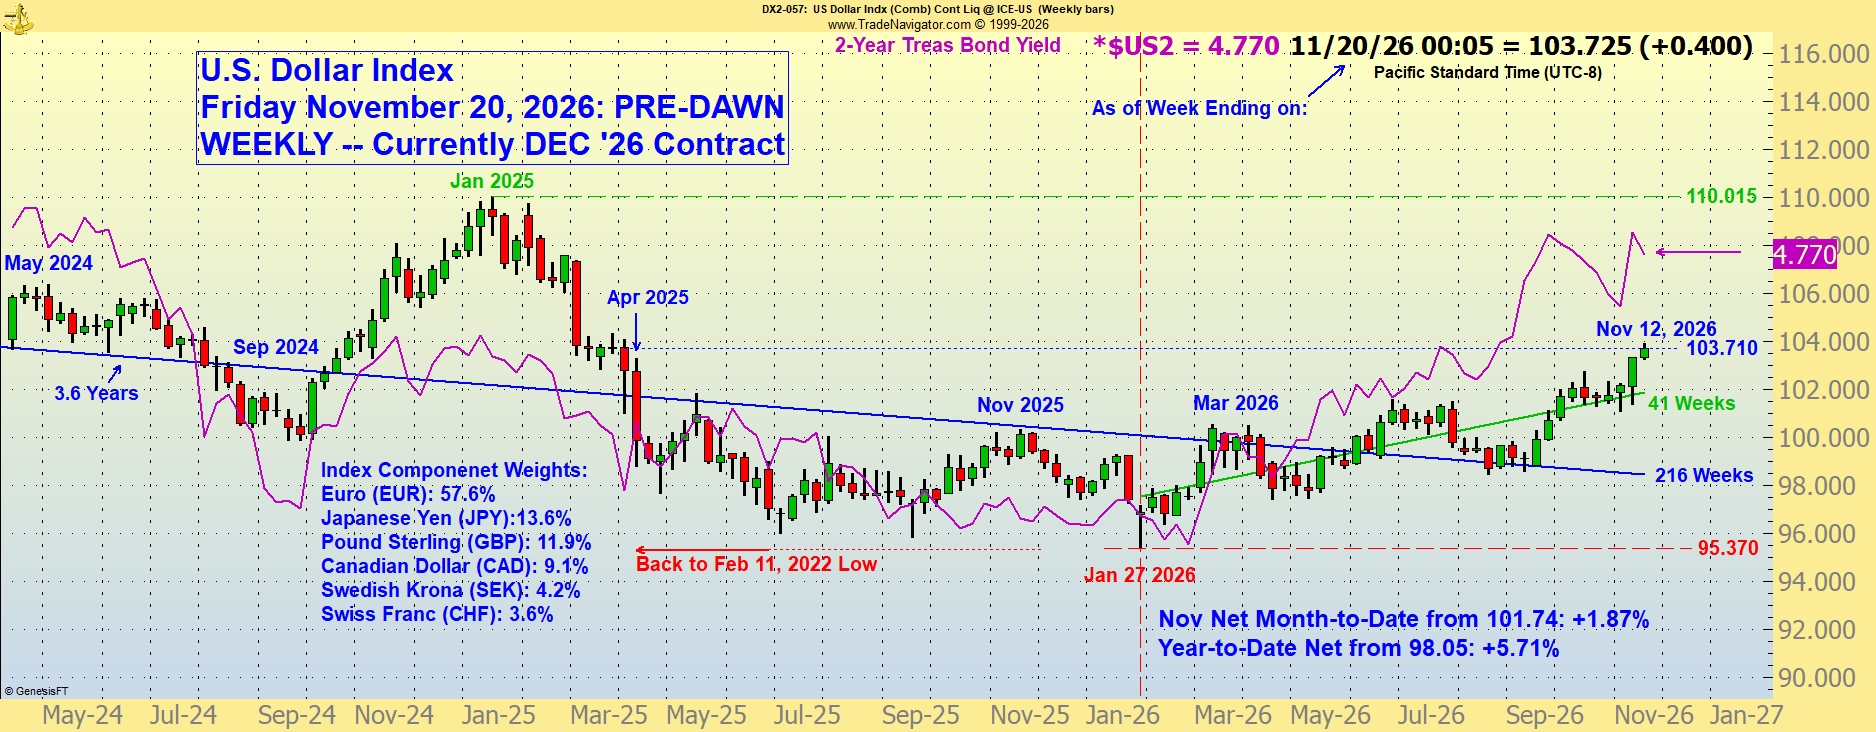 DX2-057: US Dollar Indx (Comb) Cont Liq @ ICE-US (Weekly bars)
www.TradeNavigator.com © 1999-2026
2-Year Treas Bond Yield *$US2 = 4.770 11/20/26 00:05 = 103.725 (+0.400)
Pacific Standard Time (UTC-8)
As of Week Ending on:
U.S. Dollar Index
Friday November 20, 2026: PRE-DAWN
WEEKLY -- Currently DEC '26 Contract
116.000
114.000
112.000
110.000
106.000
104.000
102.000
100.000
98.000
96.000
94.000
92.000
90.000
Jan 2025
110.015
May 2024
4.770
Apr 2025
Nov 12, 2026
103.710
Sep 2024
3.6 Years
Nov 2025
Mar 2026
41 Weeks
216 Weeks
Index Componenet Weights:
Euro (EUR): 57.6%
Japanese Yen (JPY):13.6%
Pound Sterling (GBP): 11.9%
Canadian Dollar (CAD): 9.1%
Swedish Krona (SEK): 4.2%
Swiss Franc (CHF): 3.6%
Back to Feb 11, 2022 Low
95.370
Jan 27 2026
Nov Net Month-to-Date from 101.74: +1.87%
Year-to-Date Net from 98.05: +5.71%
© GenesisFT
May-24 Jul-24 Sep-24 Nov-24 Jan-25 Mar-25 May-25 Jul-25 Sep-25 Nov-25 Jan-26 Mar-26 May-26 Jul-26 Sep-26 Nov-26 Jan-27